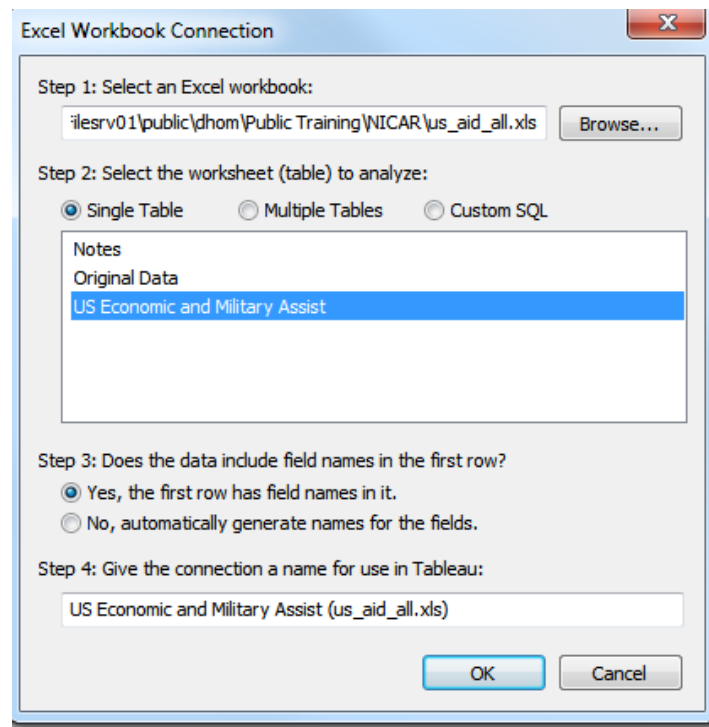 Excel Workbook Connection
Step 1: Select an Excel workbook:
ilesrv01\public\dhom\Public Training\NICAR\us_aid_all.xls Browse...
Step 2: Select the worksheet (table) to analyze:
Single Table Multiple Tables Custom SQL
Notes
Original Data
US Economic and Military Assist
Step 3: Does the data include field names in the first row?
Yes, the first row has field names in it.
No, automatically generate names for the fields.
Step 4: Give the connection a name for use in Tableau:
US Economic and Military Assist (us_aid_all.xls)
OK Cancel